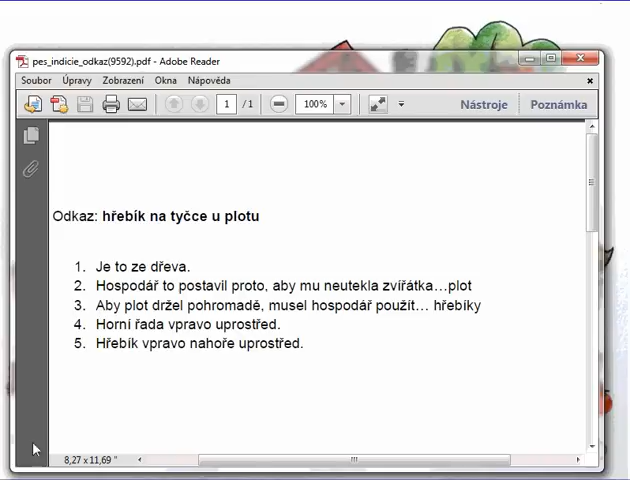 pes_indicie_odkaz(9592).pdf - Adobe Reader
Soubor Úpravy Zobrazení Okna Nápověda
1 / 1 100% Nástroje Poznámka
Odkaz: hřebík na tyčce u plotu
1. Je to ze dřeva.
2. Hospodář to postavil proto, aby mu neutekla zvířátka…plot
3. Aby plot držel pohromadě, musel hospodář použít… hřebíky
4. Horní řada vpravo uprostřed.
5. Hřebík vpravo nahoře uprostřed.
8,27 x 11,69 "